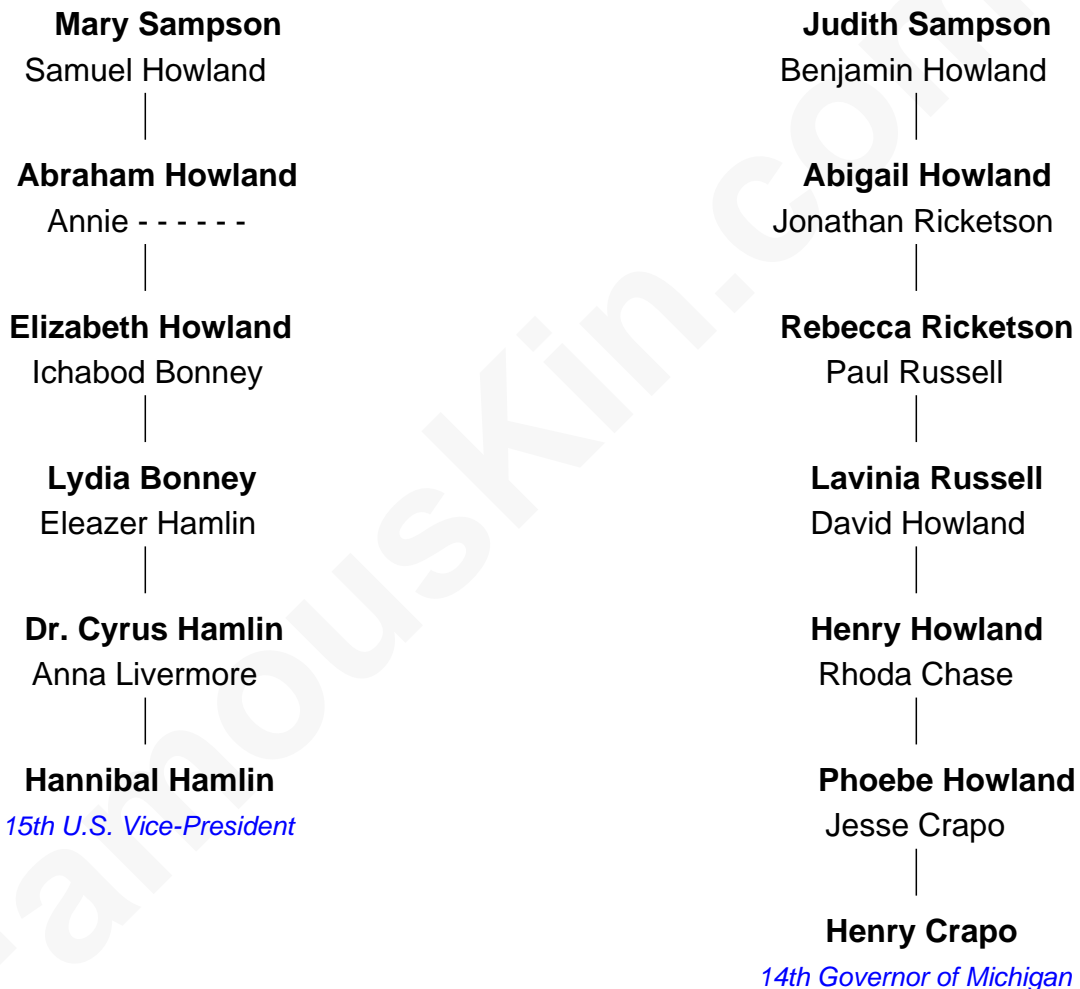 Mary Sampson
Samuel Howland
Abraham Howland
Annie - - - - - -
Elizabeth Howland
Ichabod Bonney
Lydia Bonney
Eleazer Hamlin
Dr. Cyrus Hamlin
Anna Livermore
Hannibal Hamlin
15th U.S. Vice-President
Judith Sampson
Benjamin Howland
Abigail Howland
Jonathan Ricketson
Rebecca Ricketson
Paul Russell
Lavinia Russell
David Howland
Henry Howland
Rhoda Chase
Phoebe Howland
Jesse Crapo
Henry Crapo
14th Governor of Michigan
amouskin.com